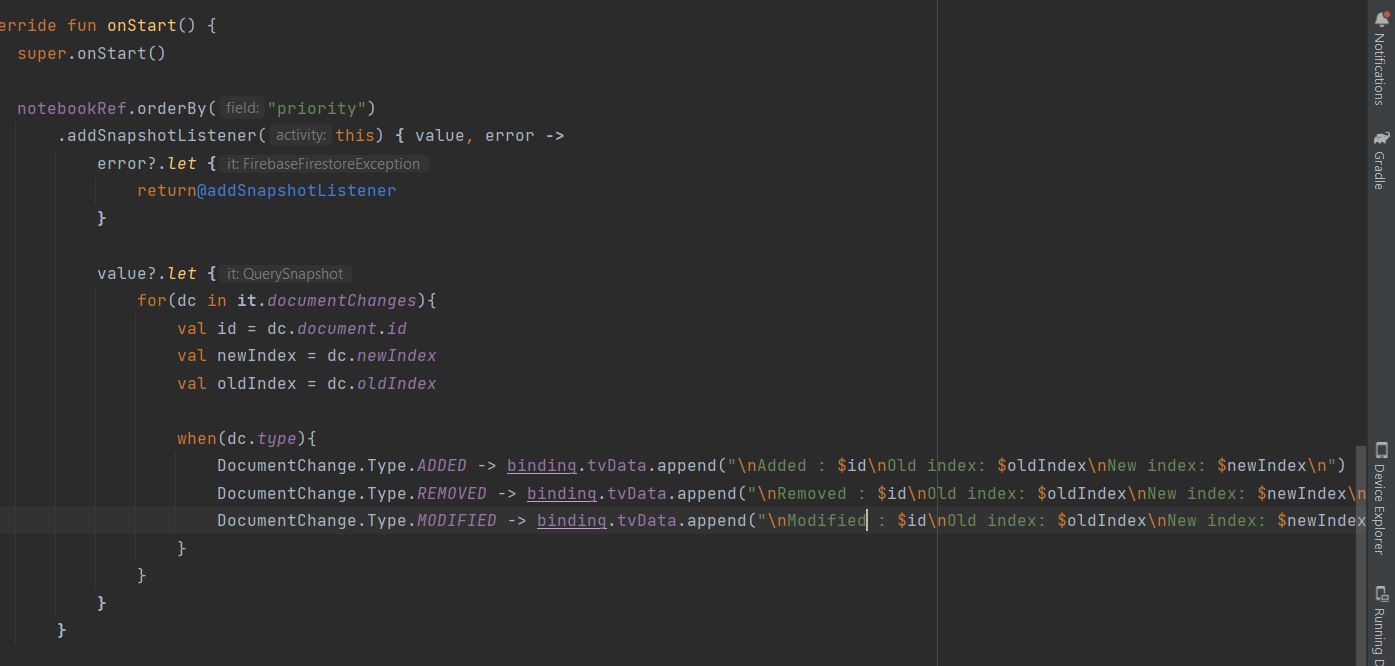 erride fun onStart() {
super.onStart()
notebookRef.orderBy( field: "priority")
.addSnapshotListener( activity: this) { value, error ->
error?.let { it: FirebaseFirestoreException
return@addSnapshotListener
}
value?.let { it: QuerySnapshot
for(dc in it.documentChanges){
val id = dc.document.id
val newIndex = dc.newIndex
val oldIndex = dc.oldIndex
when(dc.type){
DocumentChange.Type.ADDED -> binding.tvData.append("\nAdded : $id\nOld index: $oldIndex\nNew index: $newIndex\n")
DocumentChange.Type.REMOVED -> binding.tvData.append("\nRemoved : $id\nOld index: $oldIndex\nNew index: $newIndex\n
DocumentChange.Type.MODIFIED -> binding.tvData.append("\nModified : $id\nOld index: $oldIndex\nNew index: $newIndex
}
}
}
}
Notifications
Gradle
Device Explorer
Running D